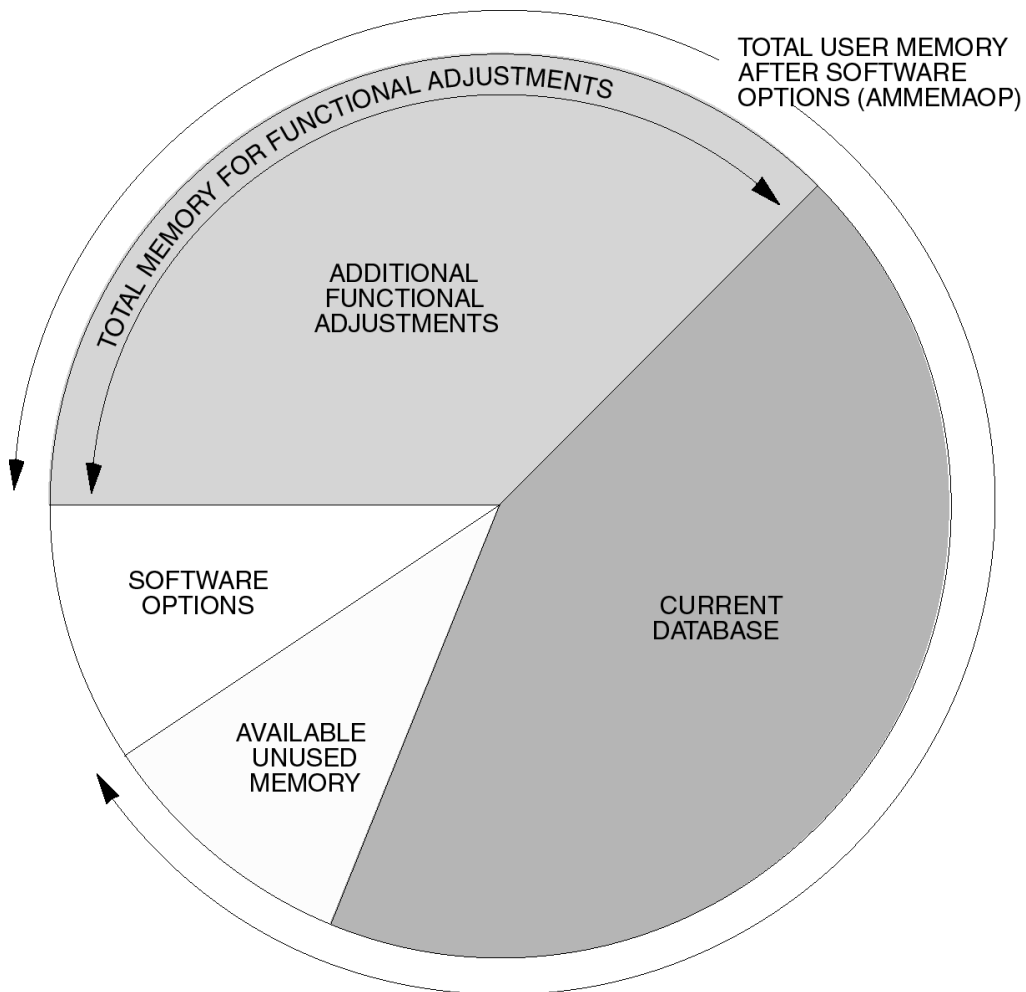 TOTAL USER MEMORY
AFTER SOFTWARE
OPTIONS (AMMEMAOP)
TOTAL MEMORY FOR FUNCTIONAL ADJUSTMENTS
ADDITIONAL
FUNCTIONAL
ADJUSTMENTS
SOFTWARE
OPTIONS
CURRENT
DATABASE
AVAILABLE
UNUSED
MEMORY